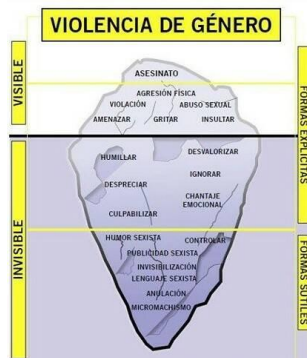 VIOLENCIA DE GÉNERO
VISIBLE
INVISIBLE
ASESINATO
AGRESIÓN FÍSICA
VIOLACIÓN ABUSO SEXUAL
AMENAZAR GRITAR INSULTAR
HUMILLAR DESVALORIZAR
IGNORAR
DESPRECIAR
CHANTAJE
EMOCIONAL
CULPABILIZAR
HUMOR SEXISTA CONTROLAR
PUBLICIDAD SEXISTA
INVISIBILIZACIÓN
LENGUAJE SEXISTA
ANULACIÓN
MICROMACHISMO
FORMAS EXPLICITAS
FORMAS SUTILES